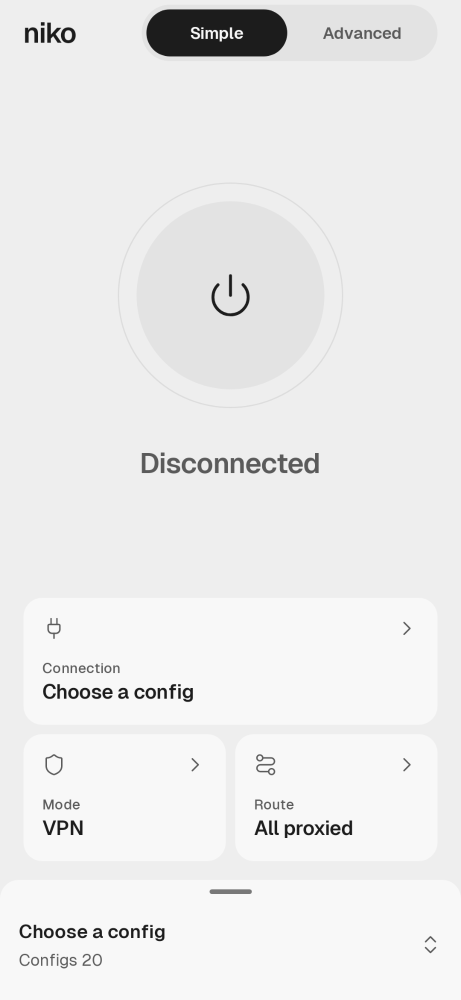 niko
Simple
Advanced
Disconnected
Connection
Choose a config
Mode
VPN
Route
All proxied
Choose a config
Configs 20